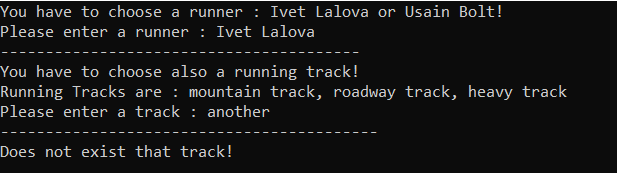 You have to choose a runner : Ivet Lalova or Usain Bolt!
Please enter a runner : Ivet Lalova
----------------------------------------
You have to choose also a running track!
Running Tracks are : mountain track, roadway track, heavy track
Please enter a track : another
------------------------------------------
Does not exist that track!